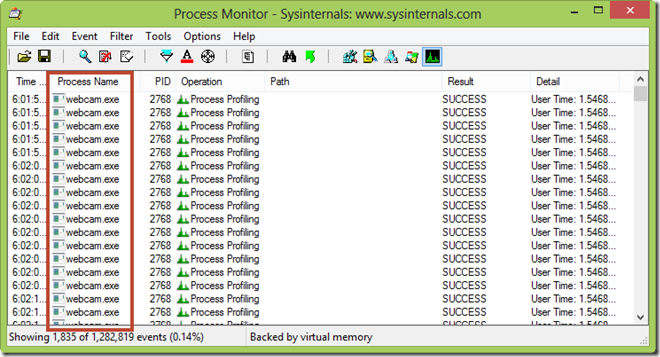 Process Monitor - Sysinternals: www.sysinternals.com
File Edit Event Filter Tools Options Help
Time ... Process Name PID Operation Path Result Detail
6:01:5... webcam.exe 2768 Process Profiling SUCCESS User Time: 1.5468...
6:01:5... webcam.exe 2768 Process Profiling SUCCESS User Time: 1.5468...
6:01:5... webcam.exe 2768 Process Profiling SUCCESS User Time: 1.5468...
6:01:5... webcam.exe 2768 Process Profiling SUCCESS User Time: 1.5468...
6:01:5... webcam.exe 2768 Process Profiling SUCCESS User Time: 1.5468...
6:02:0... webcam.exe 2768 Process Profiling SUCCESS User Time: 1.5468...
6:02:0... webcam.exe 2768 Process Profiling SUCCESS User Time: 1.5468...
6:02:0... webcam.exe 2768 Process Profiling SUCCESS User Time: 1.5468...
6:02:0... webcam.exe 2768 Process Profiling SUCCESS User Time: 1.5468...
6:02:0... webcam.exe 2768 Process Profiling SUCCESS User Time: 1.5468...
6:02:0... webcam.exe 2768 Process Profiling SUCCESS User Time: 1.5468...
6:02:0... webcam.exe 2768 Process Profiling SUCCESS User Time: 1.5468...
6:02:0... webcam.exe 2768 Process Profiling SUCCESS User Time: 1.5468...
6:02:0... webcam.exe 2768 Process Profiling SUCCESS User Time: 1.5468...
6:02:0... webcam.exe 2768 Process Profiling SUCCESS User Time: 1.5468...
6:02:1... webcam.exe 2768 Process Profiling SUCCESS User Time: 1.5468...
6:02:1... webcam.exe 2768 Process Profiling SUCCESS User Time: 1.5468...
6:02:1... webcam.exe 2768 Process Profiling SUCCESS User Time: 1.5468...
Showing 1,835 of 1,282,819 events (0.14%) Backed by virtual memory